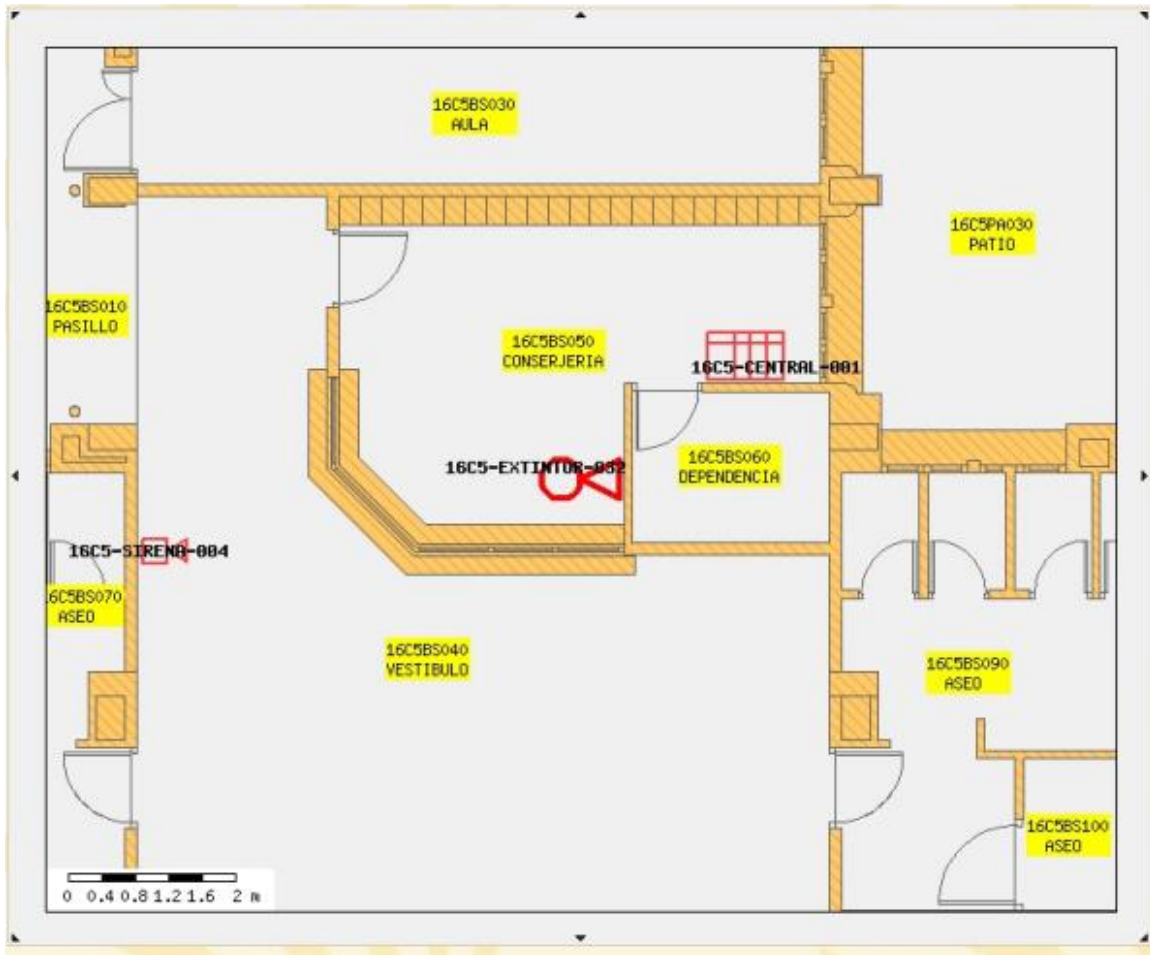 16C5BS030
AULA
16C5PA030
PATIO
16C5BS010
PASILLO
16C5BS050
CONSERJERIA
16C5-CENTRAL-001
16C5BS060
DEPENDENCIA
16C5-EXTINTOR-032
16C5-SIRENA-004
16C5BS070
ASEO
16C5BS040
VESTIBULO
16C5BS090
ASEO
16C5BS100
ASEO
0 0.4 0.8 1.2 1.6 2 m